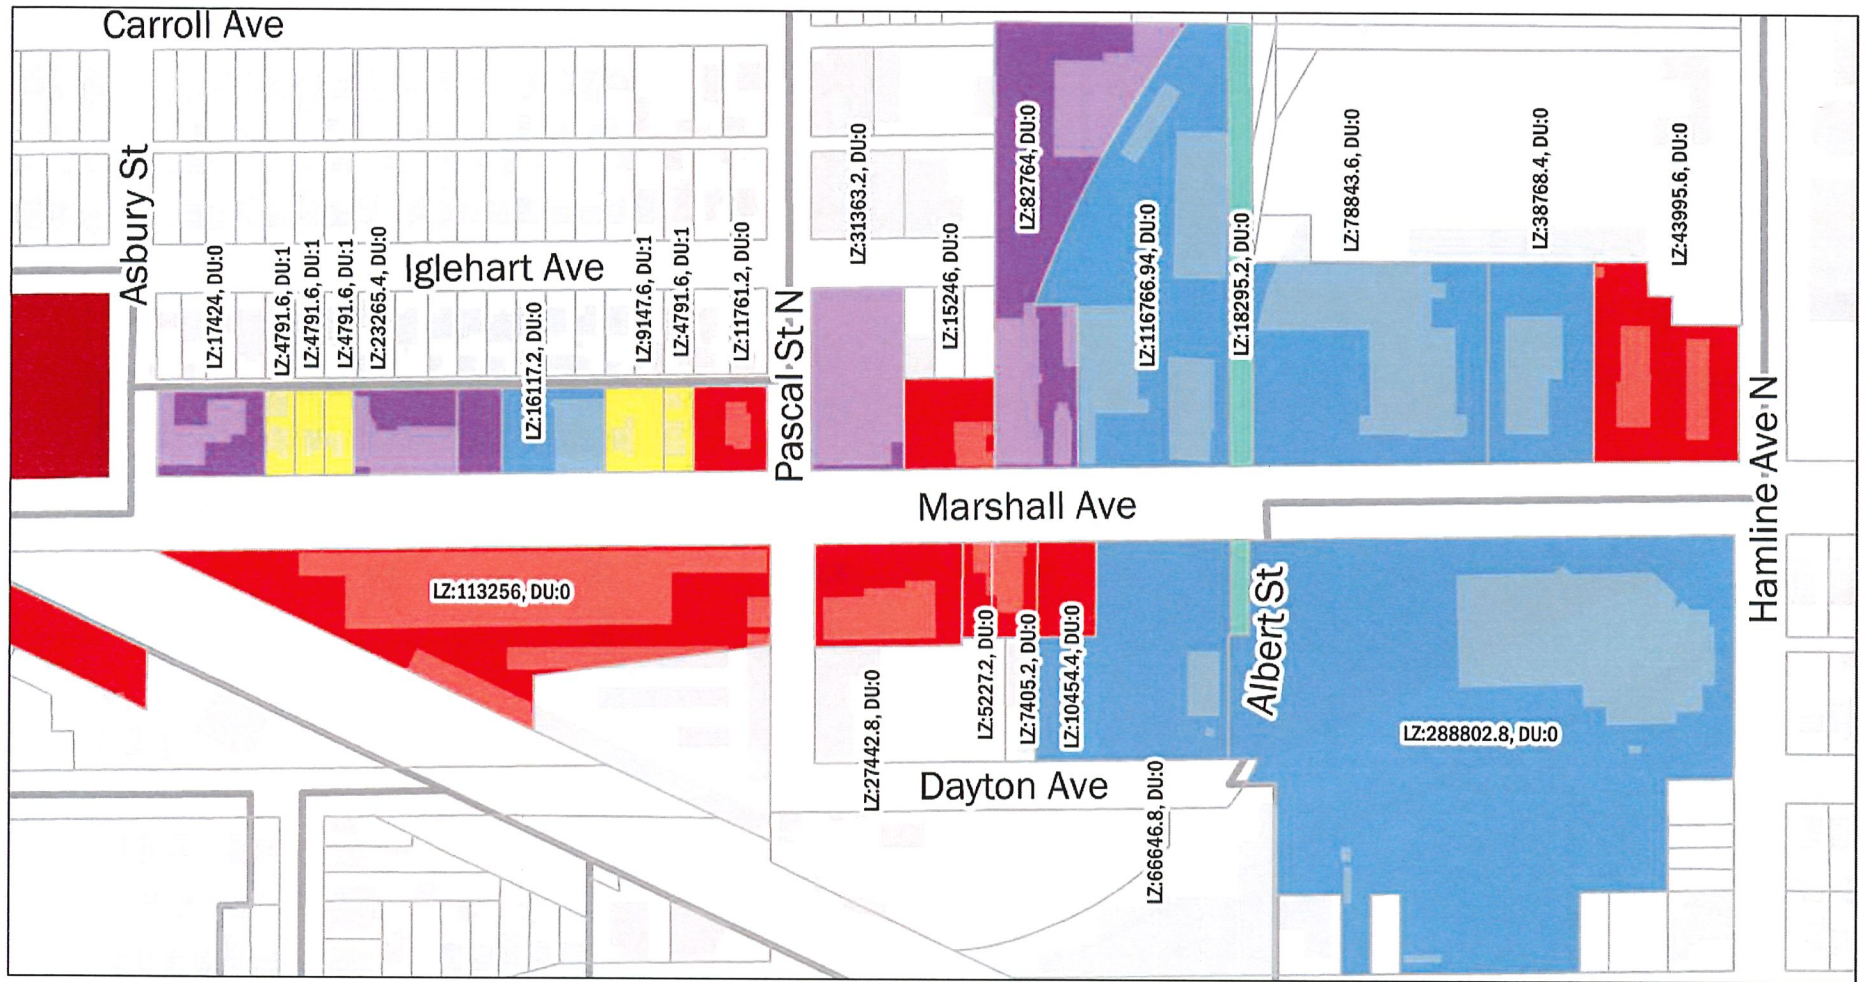 Carroll Ave
Asbury St
LZ:17424, DU:0
LZ:4791.6, DU:1
LZ:4791.6, DU:1
LZ:4791.6, DU:1
LZ:23265.4, DU:0
Iglehart Ave
LZ:16117.2, DU:0
LZ:9147.6, DU:1
LZ:4791.6, DU:1
LZ:11761.2, DU:0
Pascal St N
LZ:31363.2, DU:0
LZ:15246, DU:0
LZ:82764, DU:0
LZ:116766.94, DU:0
LZ:18295.2, DU:0
LZ:78843.6, DU:0
LZ:38768.4, DU:0
LZ:43995.6, DU:0
Hamline Ave N
Marshall Ave
LZ:113256, DU:0
LZ:27442.8, DU:0
LZ:5227.2, DU:0
LZ:7405.2, DU:0
LZ:10454.4, DU:0
Dayton Ave
LZ:66646.8, DU:0
Albert St
LZ:288802.8, DU:0